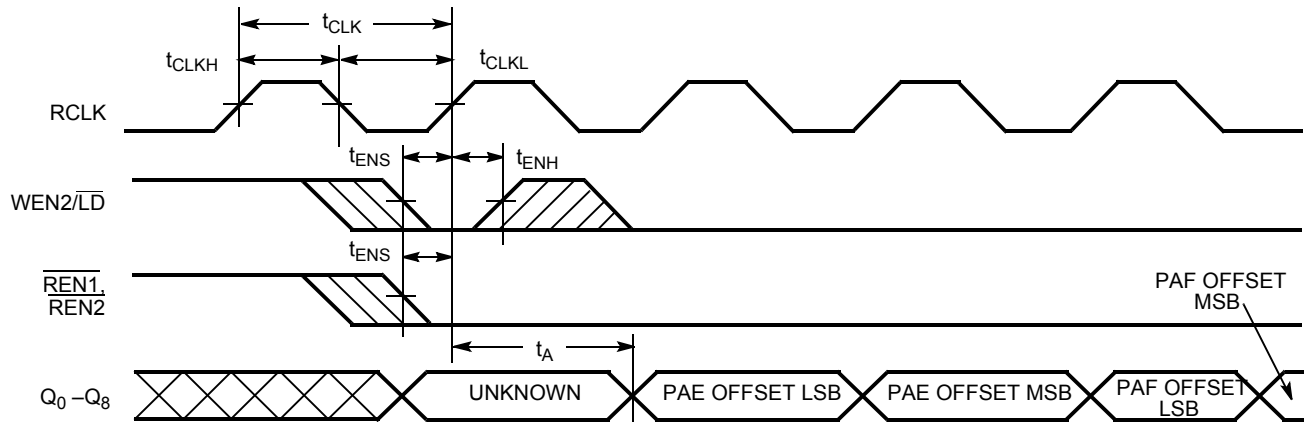 tCLK
tCLKH
tCLKL
RCLK
tENS
tENH
WEN2/LD
tENS
REN1,
REN2
PAF OFFSET
MSB
tA
Q0 –Q8
UNKNOWN
PAE OFFSET LSB
PAE OFFSET MSB
PAF OFFSET
LSB